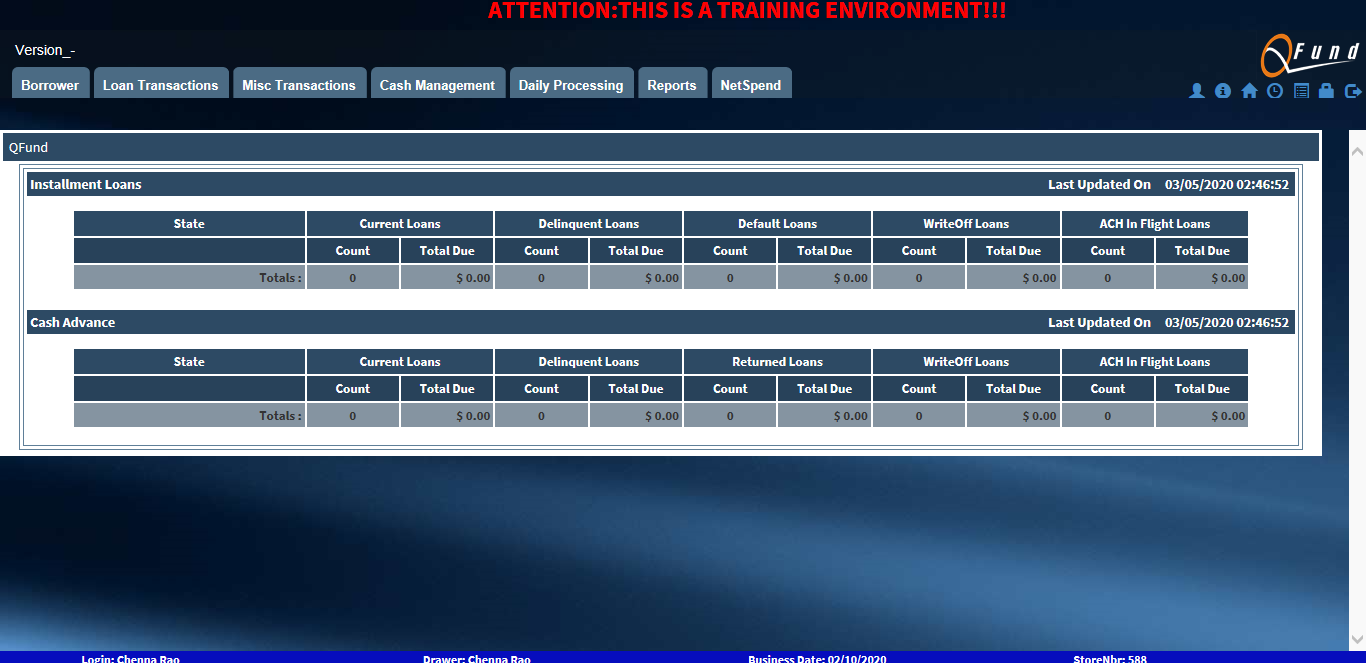 ATTENTION:THIS IS A TRAINING ENVIRONMENT!!!
Version_-
QFund
Borrower Loan Transactions Misc Transactions Cash Management Daily Processing Reports NetSpend
QFund
Installment Loans Last Updated On 03/05/2020 02:46:52
State Current Loans Delinquent Loans Default Loans WriteOff Loans ACH In Flight Loans
Count Total Due Count Total Due Count Total Due Count Total Due Count Total Due
Totals : 0 $ 0.00 0 $ 0.00 0 $ 0.00 0 $ 0.00 0 $ 0.00
Cash Advance Last Updated On 03/05/2020 02:46:52
State Current Loans Delinquent Loans Returned Loans WriteOff Loans ACH In Flight Loans
Count Total Due Count Total Due Count Total Due Count Total Due Count Total Due
Totals : 0 $ 0.00 0 $ 0.00 0 $ 0.00 0 $ 0.00 0 $ 0.00
Login: Chenna Rao Drawer: Chenna Rao Business Date: 02/10/2020 StoreNbr: 588